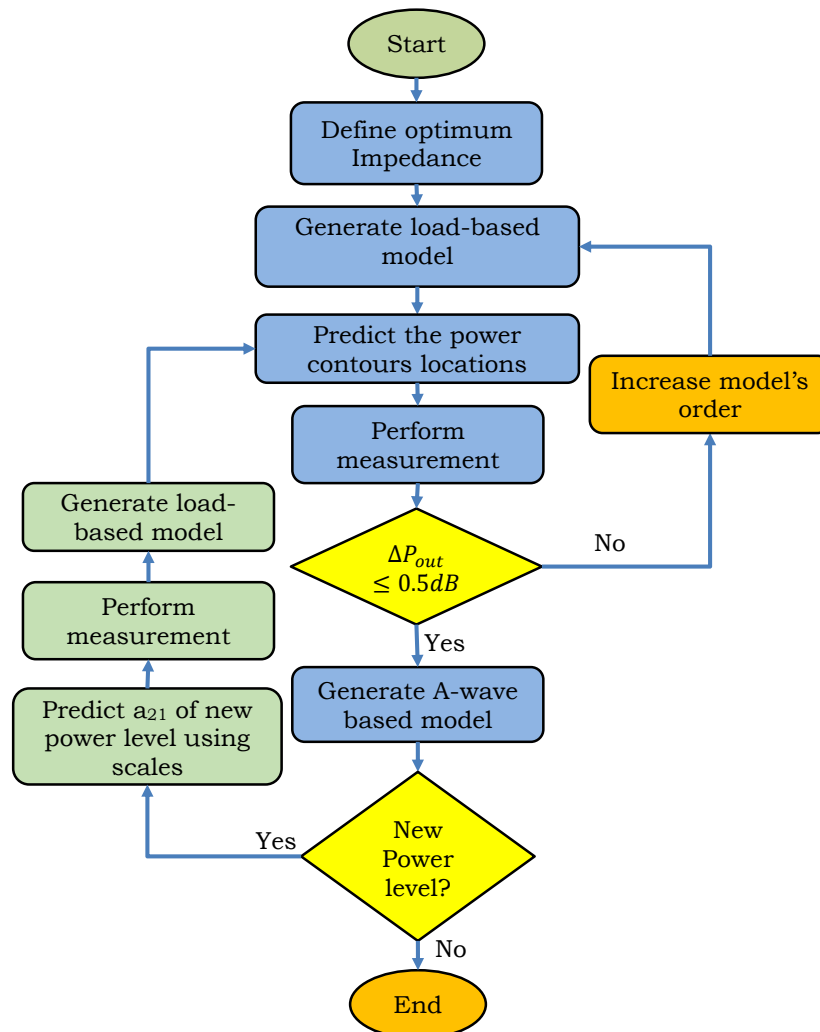 Start
Define optimum
Impedance
Generate load-based
model
Predict the power
contours locations
Increase model's
order
Perform
measurement
Generate load-
based model
No
ΔP_out
≤ 0.5dB
Perform
measurement
Yes
Generate A-wave
based model
Predict a₂₁ of new
power level using
scales
Yes
New
Power
level?
No
End